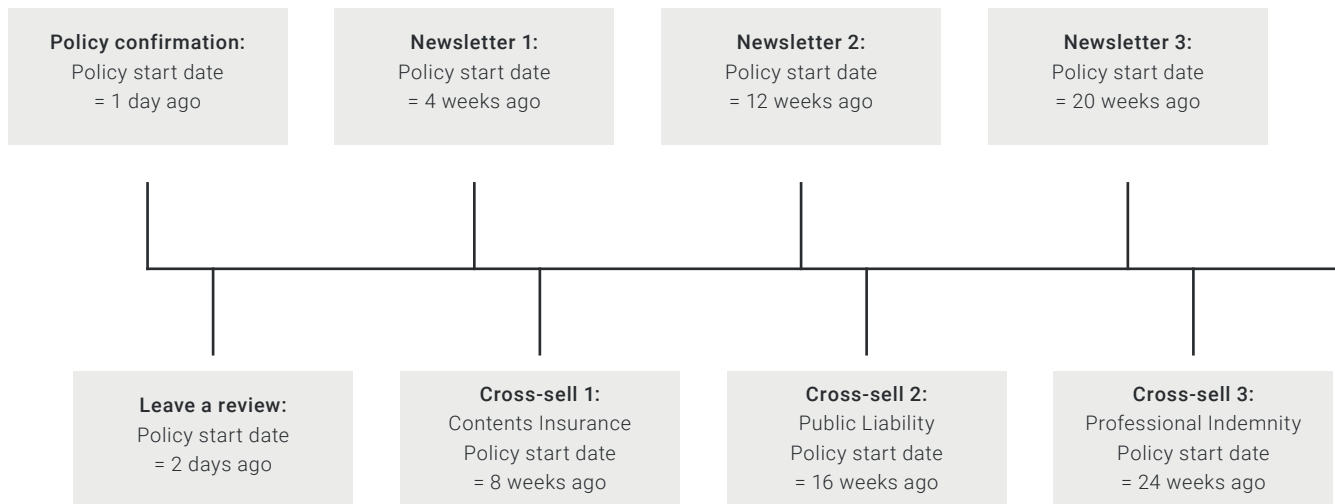 Policy confirmation:
Policy start date
= 1 day ago
Newsletter 1:
Policy start date
= 4 weeks ago
Newsletter 2:
Policy start date
= 12 weeks ago
Newsletter 3:
Policy start date
= 20 weeks ago
Leave a review:
Policy start date
= 2 days ago
Cross-sell 1:
Contents Insurance
Policy start date
= 8 weeks ago
Cross-sell 2:
Public Liability
Policy start date
= 16 weeks ago
Cross-sell 3:
Professional Indemnity
Policy start date
= 24 weeks ago